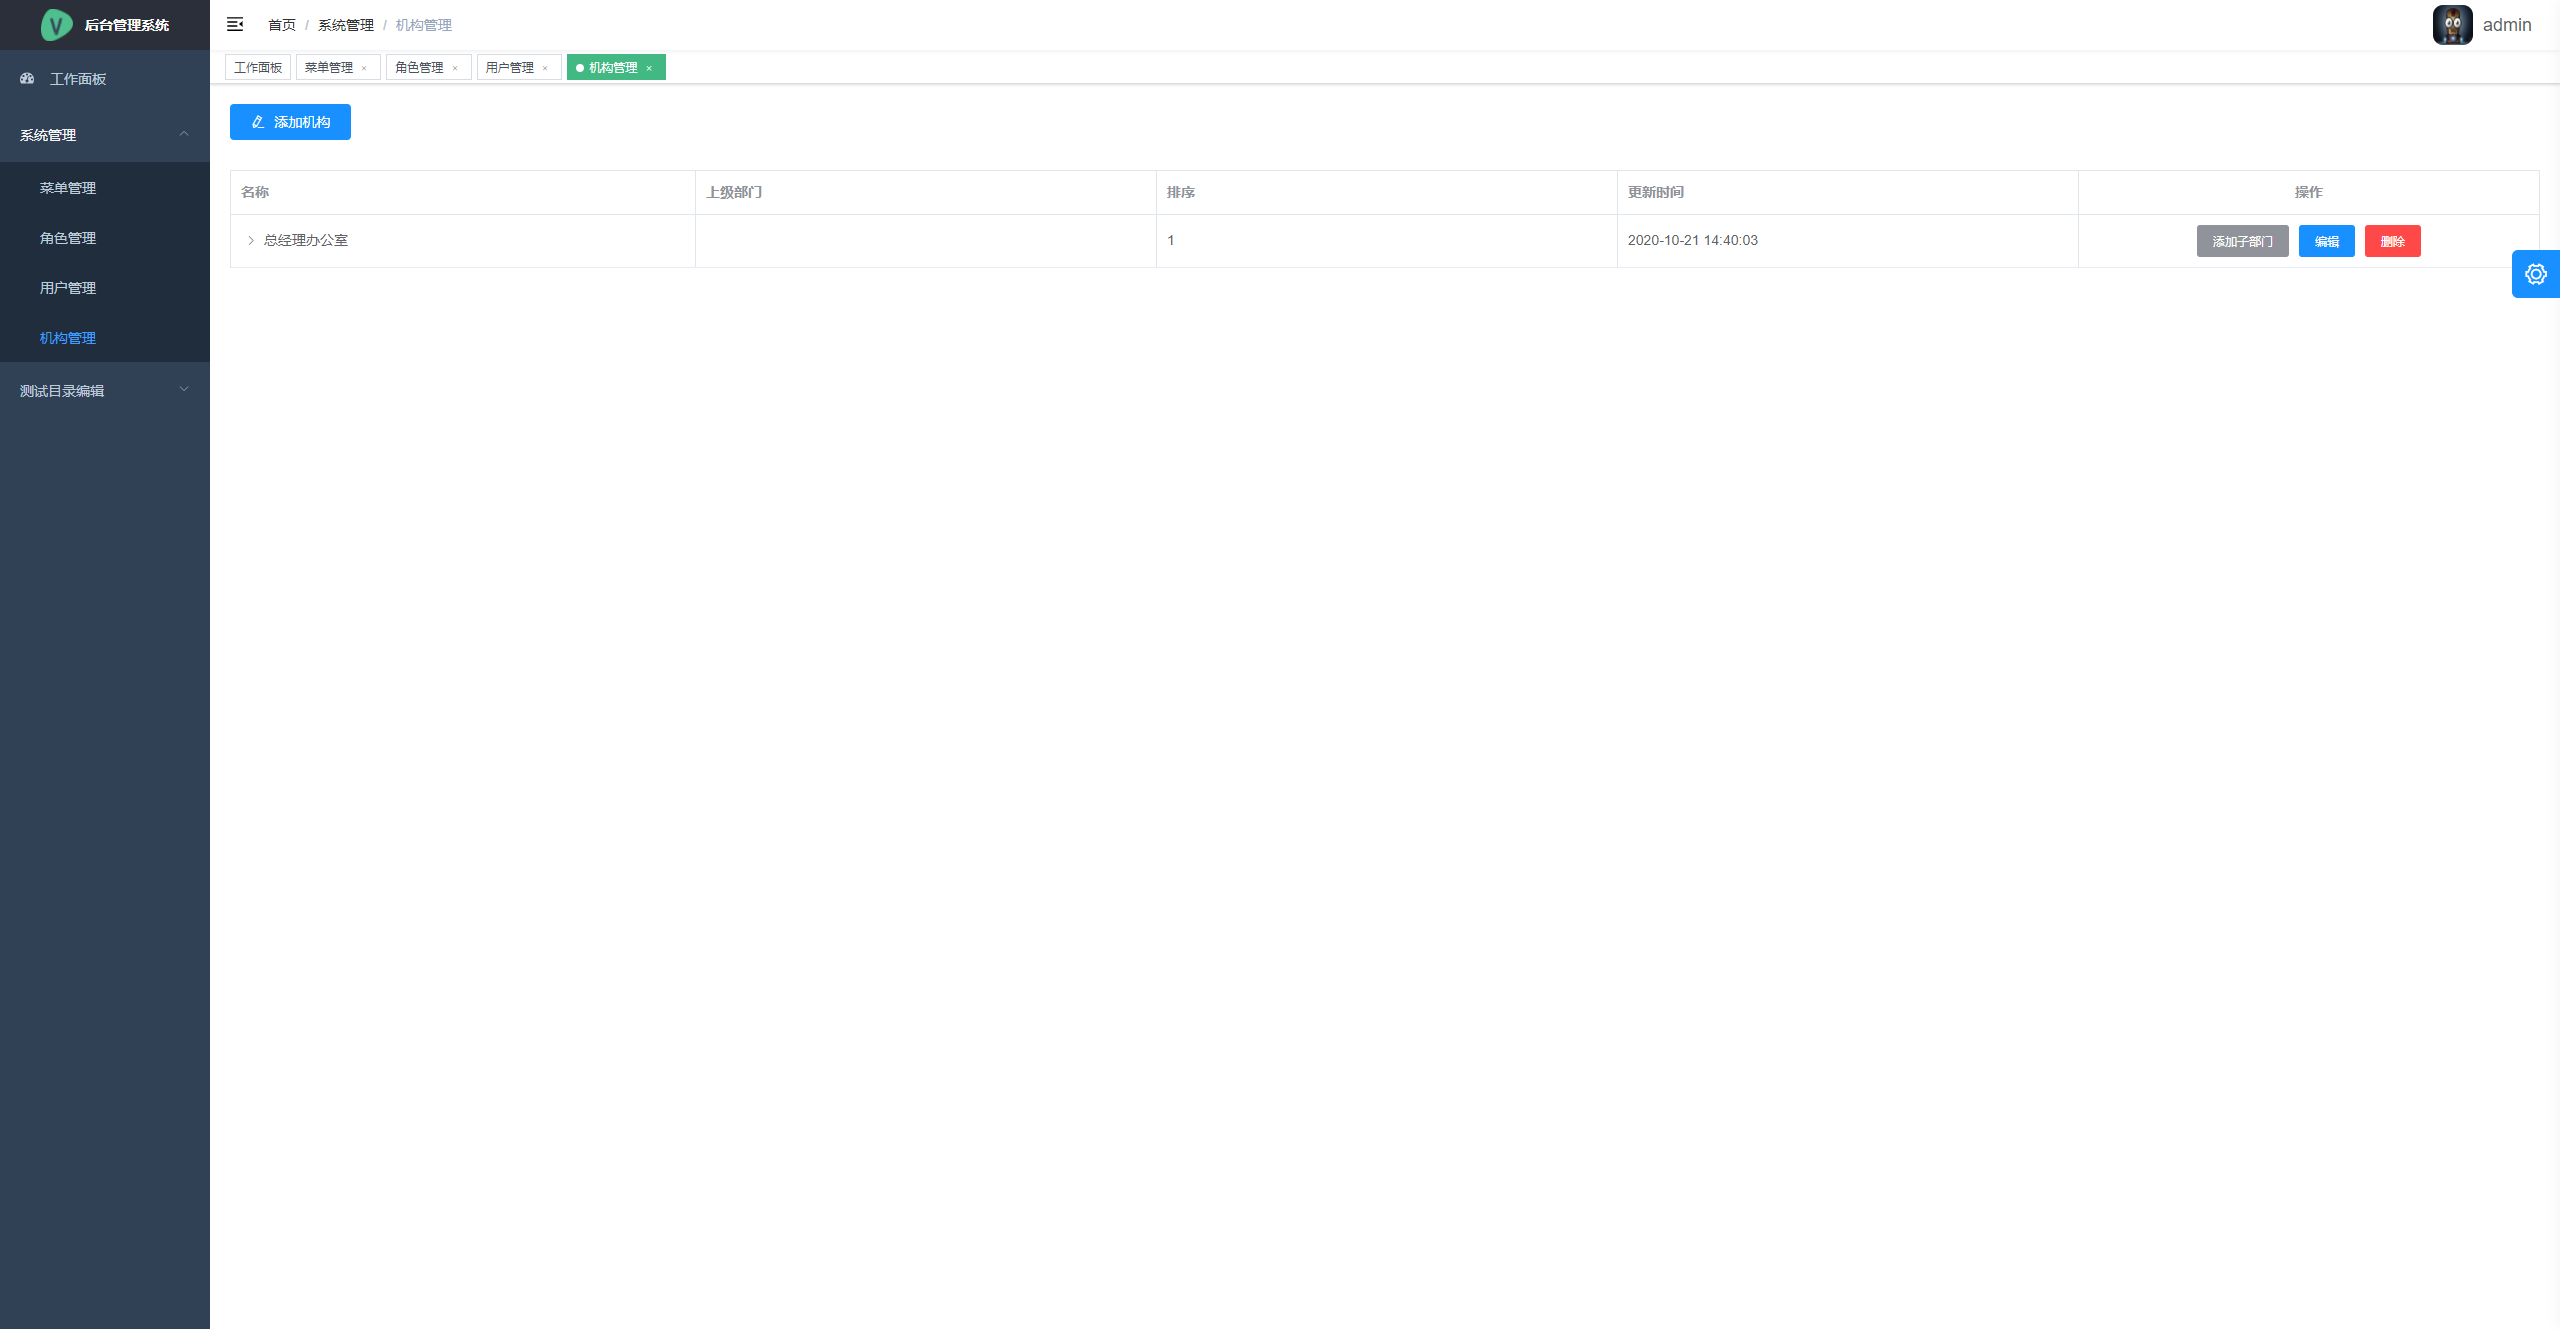 后台管理系统
首页 / 系统管理 / 机构管理
admin
工作面板 菜单管理 × 角色管理 × 用户管理 × 机构管理 ×
工作面板
系统管理
菜单管理
角色管理
用户管理
机构管理
测试目录编辑
添加机构
名称 上级部门 排序 更新时间 操作
总经理办公室 1 2020-10-21 14:40:03 添加子部门 编辑 删除